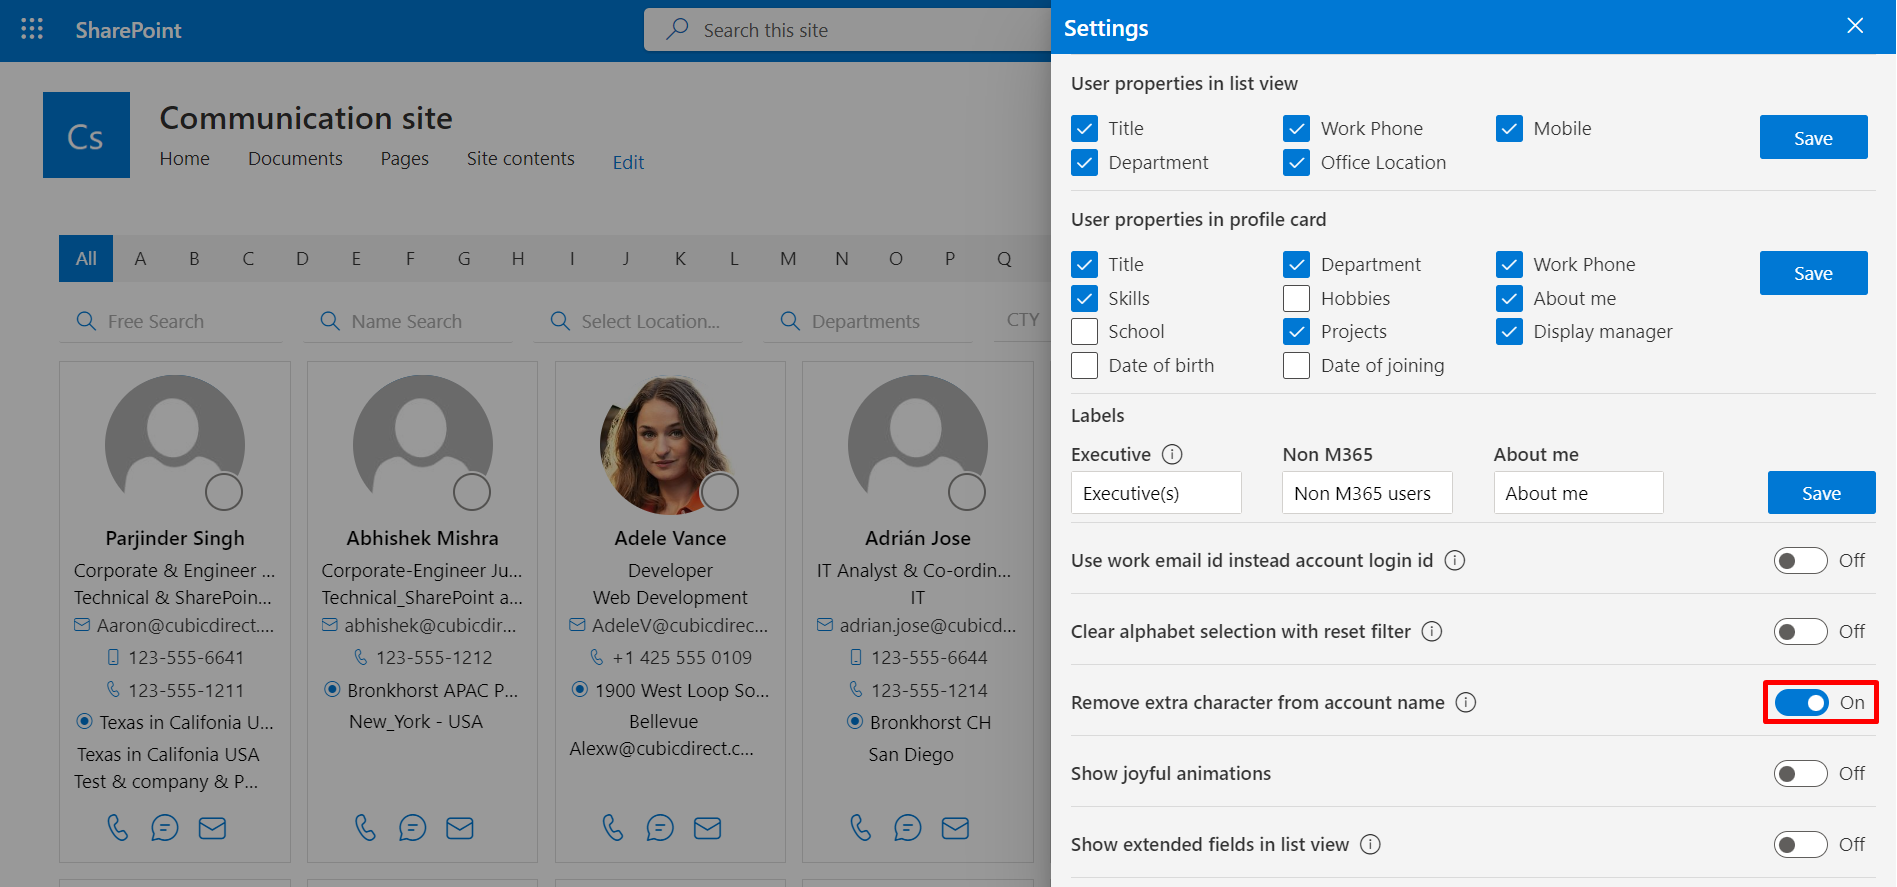 SharePoint
Search this site
Cs
Communication site
Home Documents Pages Site contents Edit
All A B C D E F G H I J K L M N O P Q
Free Search Name Search Select Location... Departments CTY
Parjinder Singh
Corporate & Engineer ...
Technical & SharePoin...
Aaron@cubicdirect....
123-555-6641
123-555-1211
Texas in Califonia U...
Texas in Califonia USA
Test & company & P...
Abhishek Mishra
Corporate-Engineer Ju...
Technical_SharePoint a...
abhishek@cubicdir...
123-555-1212
Bronkhorst APAC P...
New_York - USA
Adele Vance
Developer
Web Development
AdeleV@cubicdirec...
+1 425 555 0109
1900 West Loop So...
Bellevue
Alexw@cubicdirect.c...
Adrián Jose
IT Analyst & Co-ordin...
IT
adrian.jose@cubicd...
123-555-6644
123-555-1214
Bronkhorst CH
San Diego
Settings
User properties in list view
Title Work Phone Mobile
Save
Department Office Location
User properties in profile card
Title Department Work Phone
Save
Skills Hobbies About me
School Projects Display manager
Date of birth Date of joining
Labels
Executive Non M365 About me
Executive(s) Non M365 users About me Save
Use work email id instead account login id Off
Clear alphabet selection with reset filter Off
Remove extra character from account name On
Show joyful animations Off
Show extended fields in list view Off